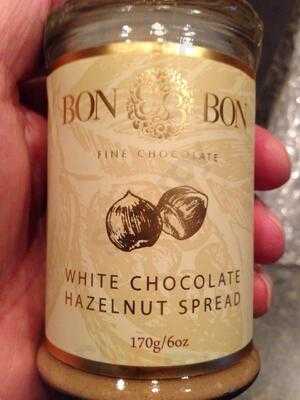 BON BON
FINE CHOCOLATE
WHITE CHOCOLATE
HAZELNUT SPREAD
170g/6oz